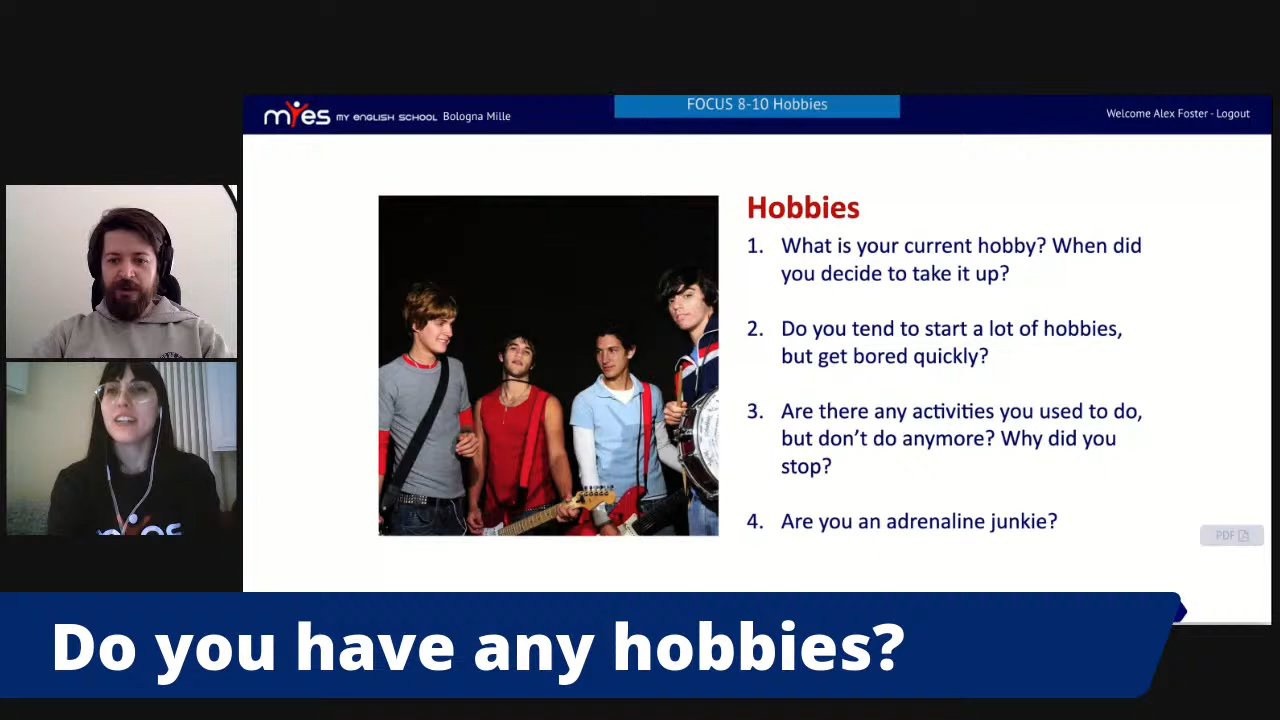 FOCUS 8-10 Hobbies
myes MY ENGLISH SCHOOL Bologna Mille
Welcome Alex Foster - Logout
Hobbies
1. What is your current hobby? When did
you decide to take it up?
2. Do you tend to start a lot of hobbies,
but get bored quickly?
3. Are there any activities you used to do,
but don’t do anymore? Why did you
stop?
4. Are you an adrenaline junkie?
PDF
myes
Do you have any hobbies?